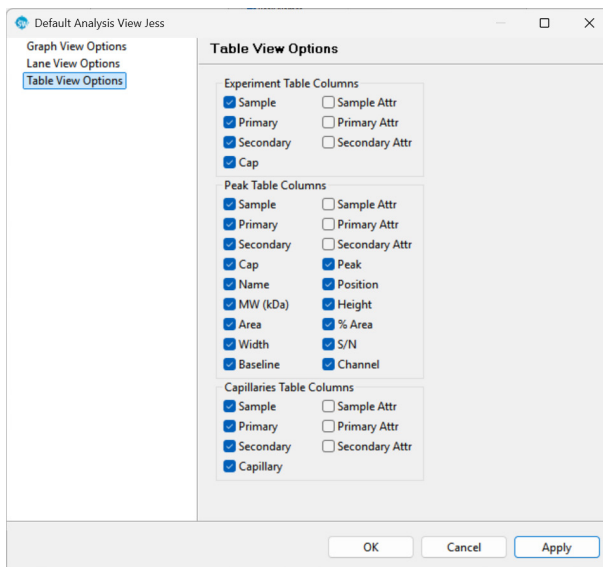 Default Analysis View Jess
Graph View Options
Lane View Options
Table View Options
Table View Options
Experiment Table Columns
Sample Sample Attr
Primary Primary Attr
Secondary Secondary Attr
Cap
Peak Table Columns
Sample Sample Attr
Primary Primary Attr
Secondary Secondary Attr
Cap Peak
Name Position
MW (kDa) Height
Area % Area
Width S/N
Baseline Channel
Capillaries Table Columns
Sample Sample Attr
Primary Primary Attr
Secondary Secondary Attr
Capillary
OK Cancel Apply